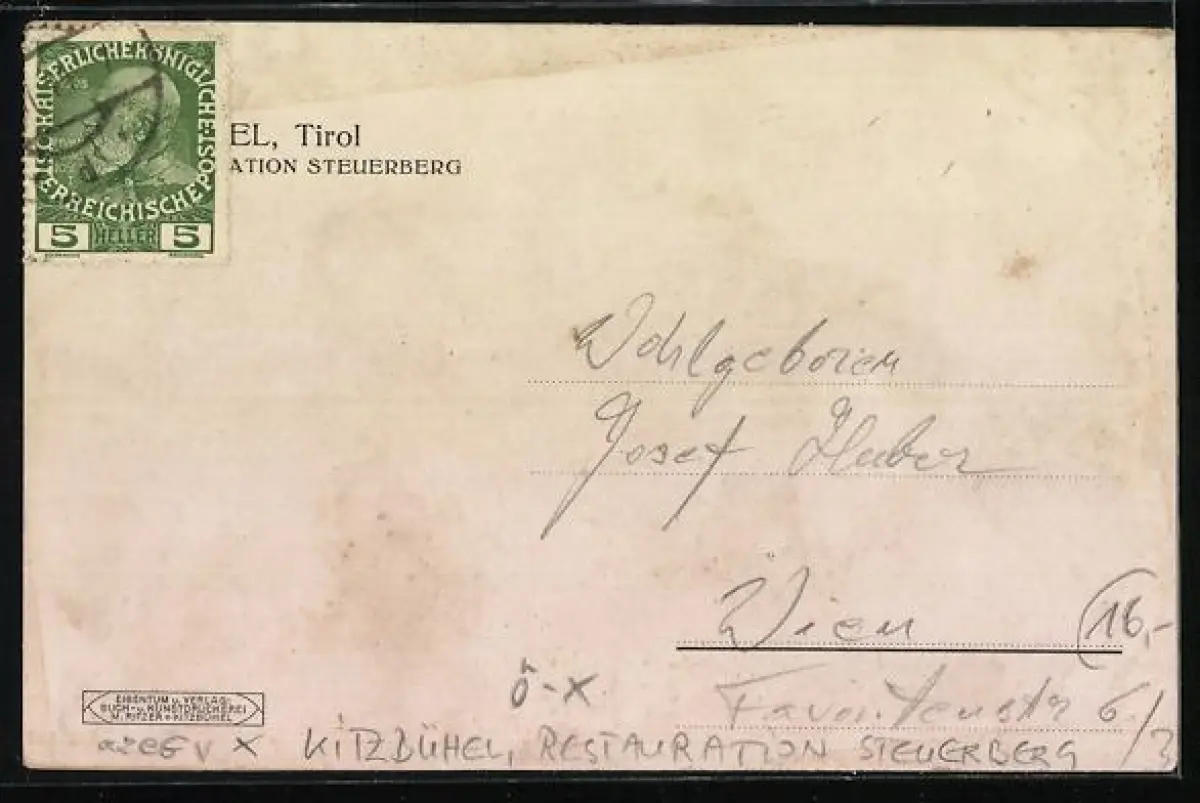 KAISERLICHE KÖNIGLICHE ÖSTERREICHISCHE POST
5 HELLER 5
EL, Tirol
ATION STEUERBERG
Wohlgeboren
Josef Huber
Wien
(16,-
Favoritenstr 6/
Ö-X
EIGENTUM u. VERLAG:
BUCH- u. KUNSTDRUCKEREI
M. RITZER • KITZBÜHEL
X KITZBÜHEL, RESTAURATION STEUERBERG